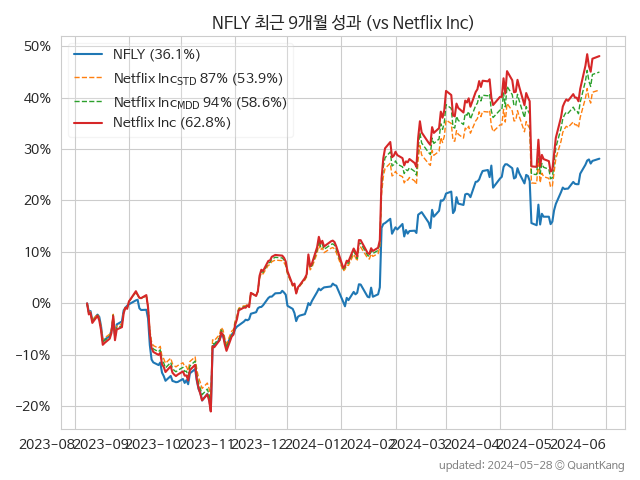 NFLY 최근 9개월 성과 (vs Netflix Inc)
50%
40%
30%
20%
10%
0%
−10%
−20%
NFLY (36.1%)
Netflix IncSTD 87% (53.9%)
Netflix IncMDD 94% (58.6%)
Netflix Inc (62.8%)
2023-08 2023-09 2023-10 2023-11 2023-12 2024-01 2024-02 2024-03 2024-04 2024-05 2024-06
updated: 2024-05-28 © QuantKang